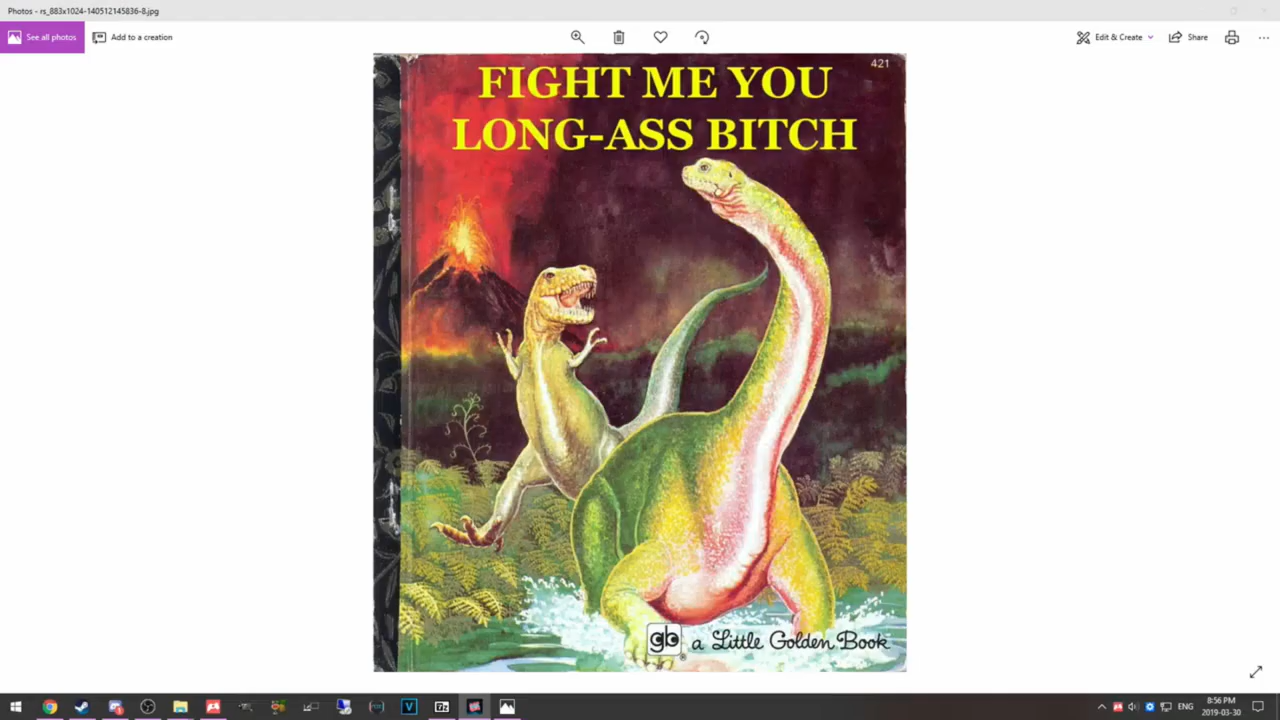 Photos - rs_883x1024-140512145836-8.jpg
See all photos
Add to a creation
Edit & Create
Share
421
FIGHT ME YOU
LONG-ASS BITCH
gb a Little Golden Book
ENG
8:56 PM
2019-03-30